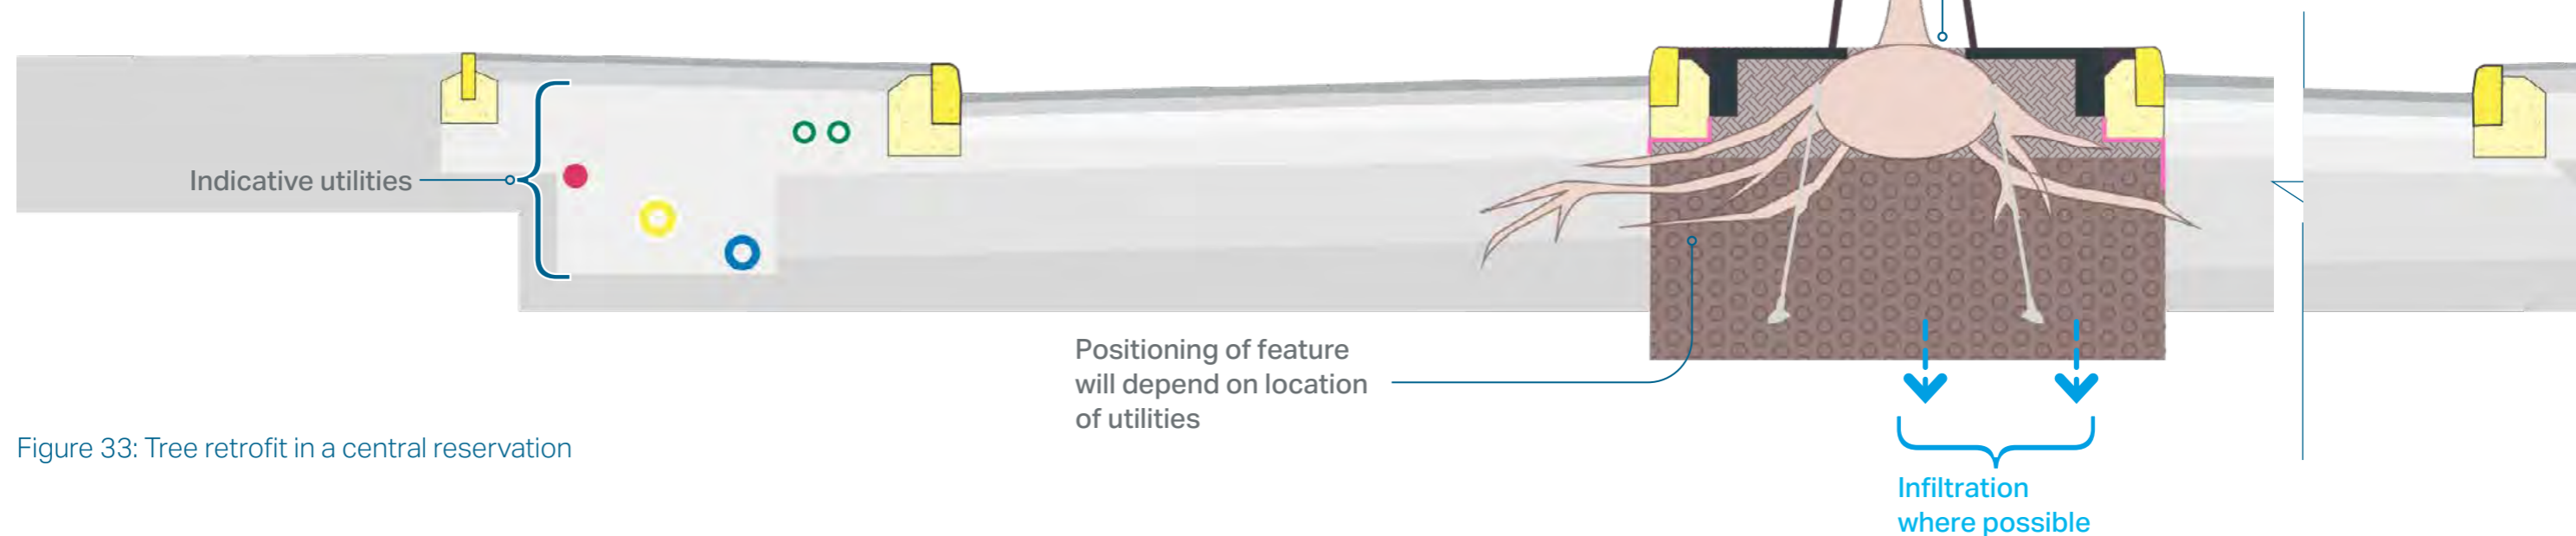 Indicative utilities
Positioning of feature
will depend on location
of utilities
Figure 33: Tree retrofit in a central reservation
Infiltration
where possible